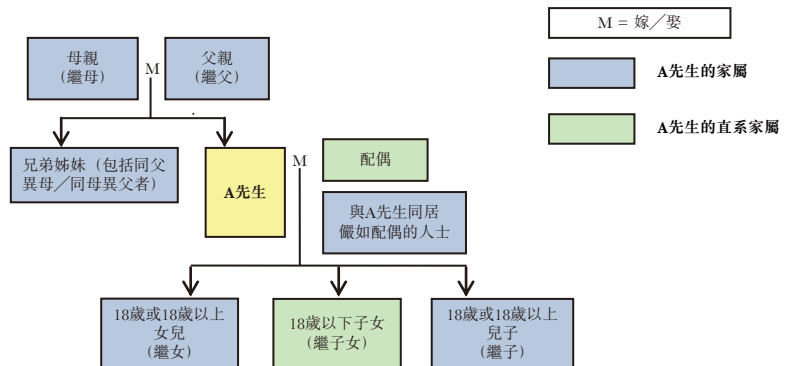 M = 嫁／娶
母親
(繼母)
M
父親
(繼父)
A先生的家屬
A先生的直系家屬
兄弟姊妹（包括同父
異母／同母異父者）
A先生
M
配偶
與A先生同居
儼如配偶的人士
18歲或18歲以上
女兒
(繼女)
18歲以下子女
(繼子女)
18歲或18歲以上
兒子
(繼子)